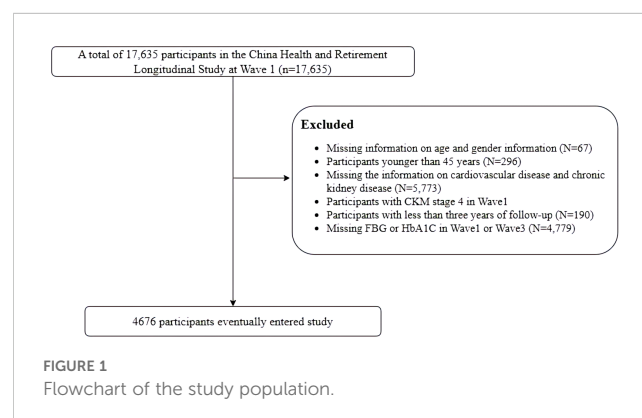 A total of 17,635 participants in the China Health and Retirement
Longitudinal Study at Wave 1 (n=17,635)
Excluded
• Missing information on age and gender information (N=67)
• Participants younger than 45 years (N=296)
• Missing the information on cardiovascular disease and chronic
kidney disease (N=5,773)
• Participants with CKM stage 4 in Wave1
• Participants with less than three years of follow-up (N=190)
• Missing FBG or HbA1C in Wave1 or Wave3 (N=4,779)
4676 participants eventually entered study
FIGURE 1
Flowchart of the study population.